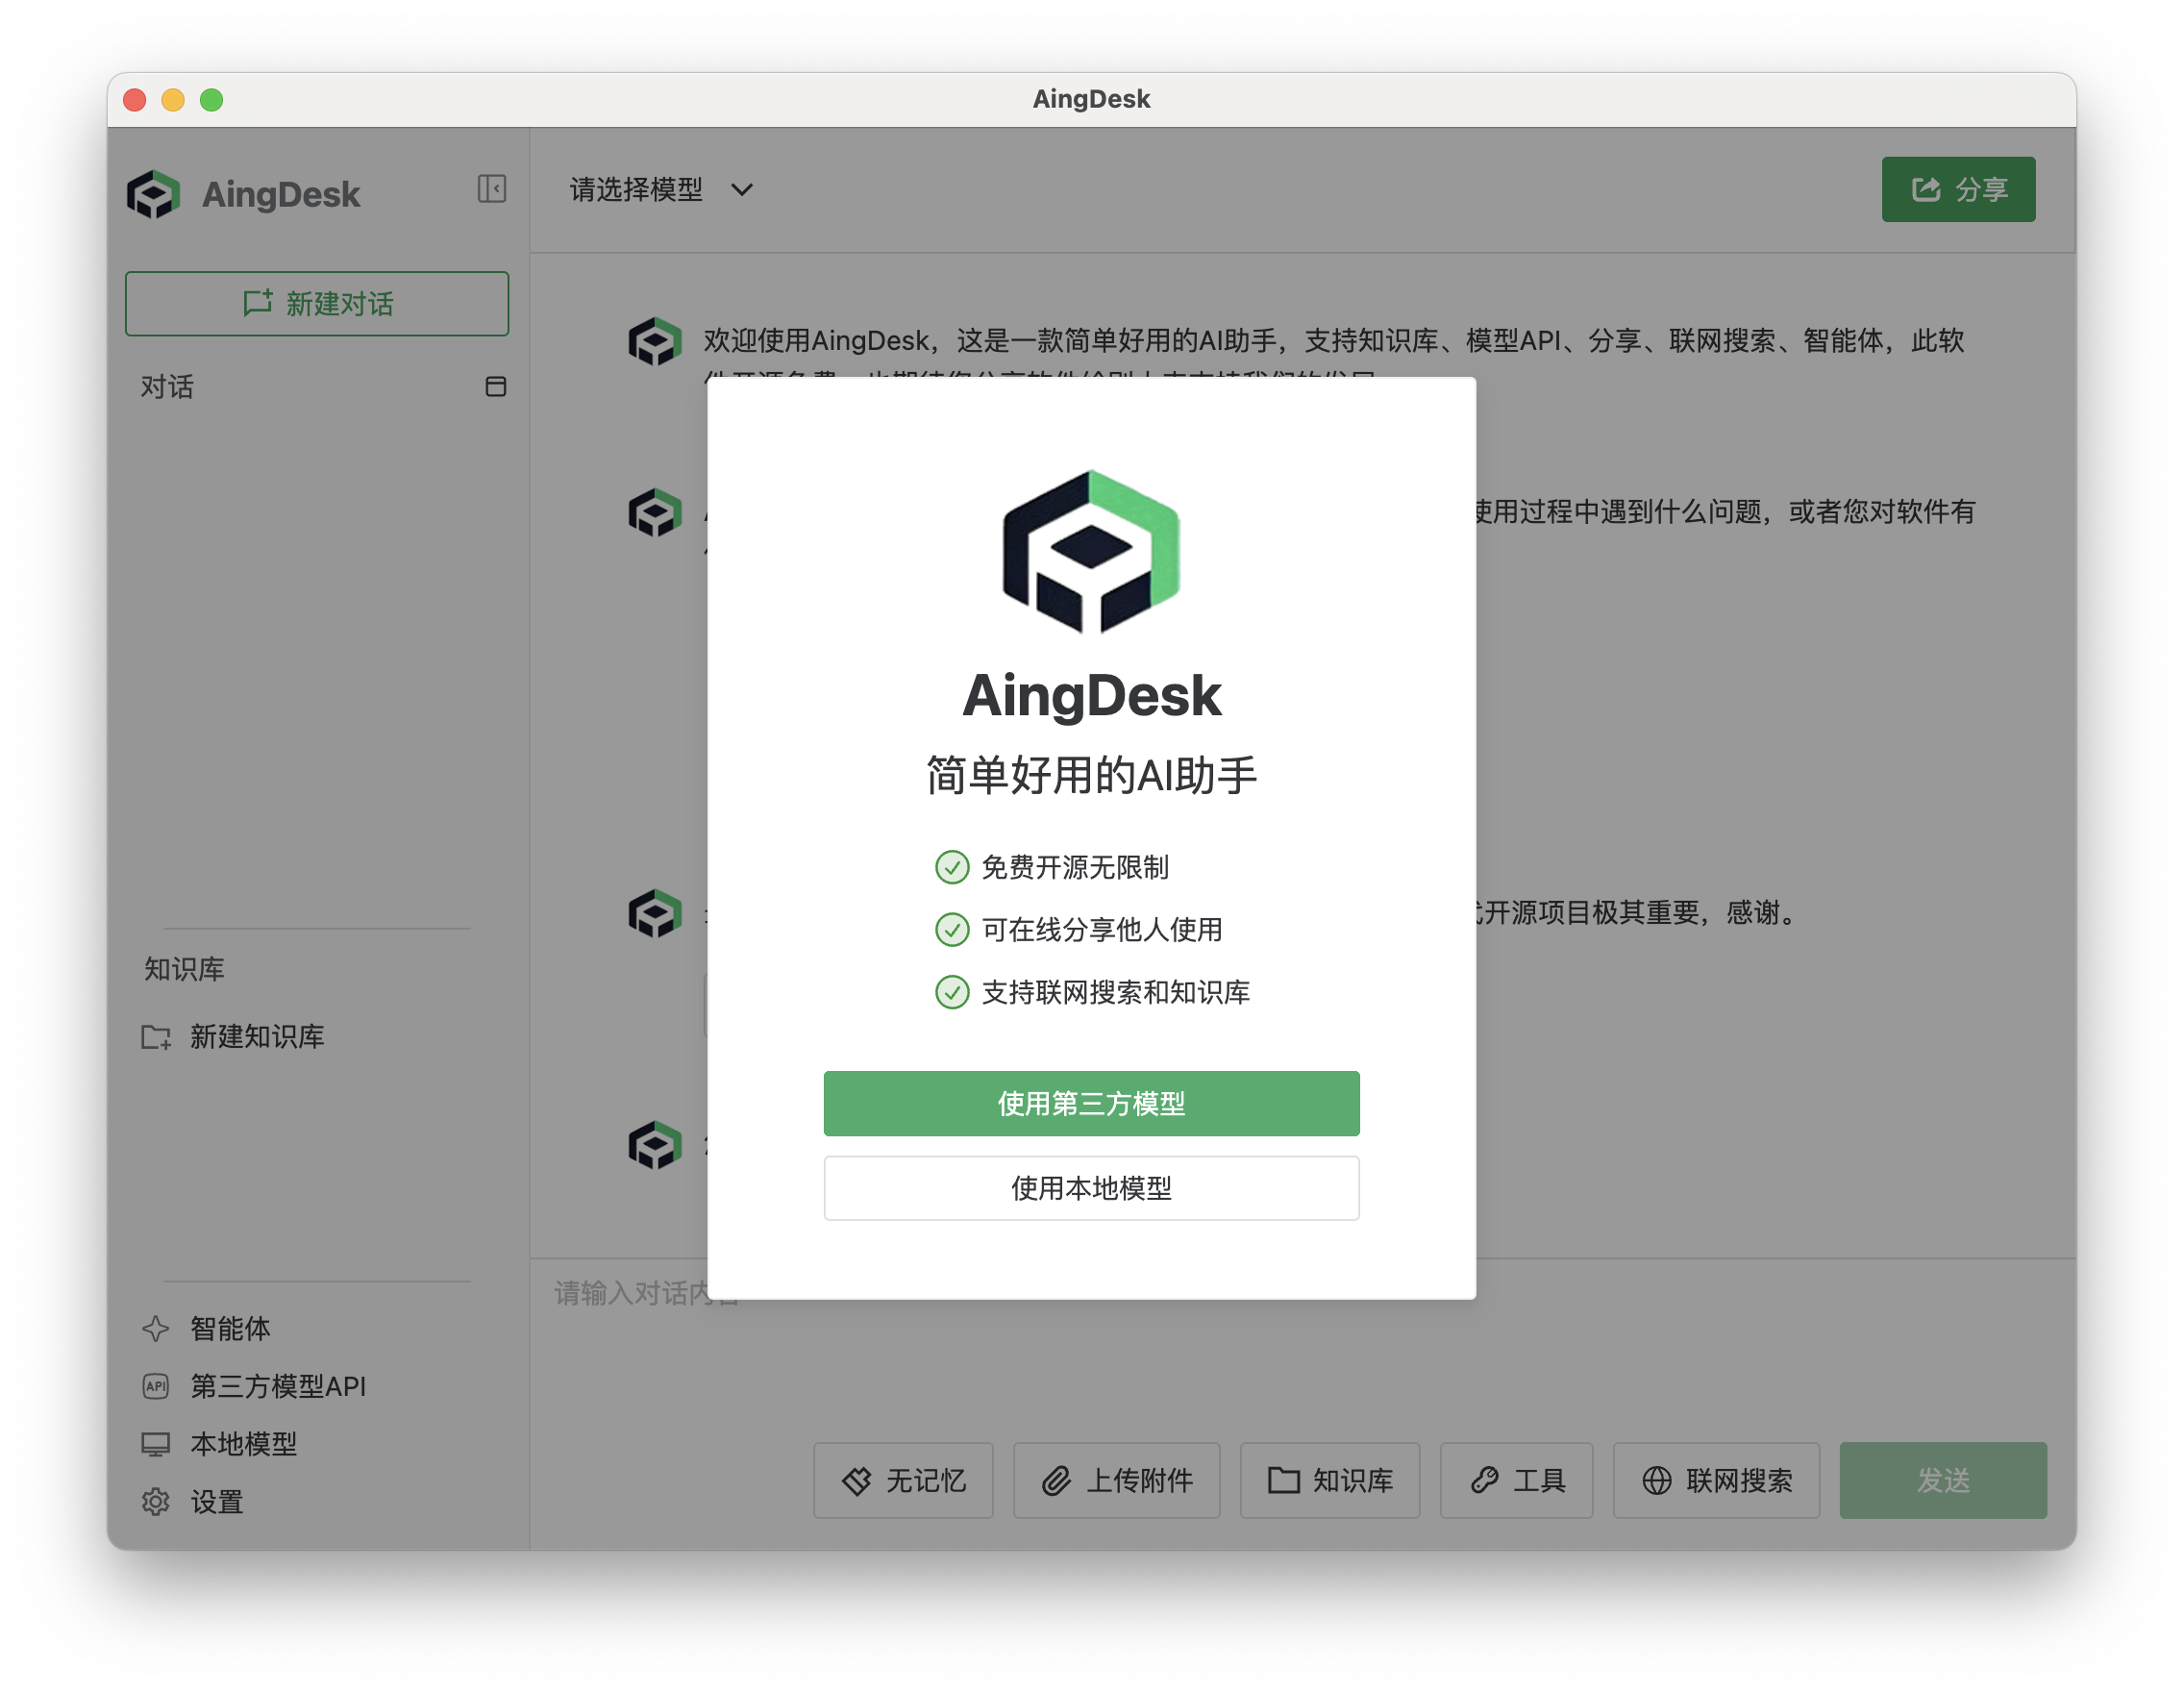 AingDesk
AingDesk
请选择模型
分享
新建对话
对话
欢迎使用AingDesk，这是一款简单好用的AI助手，支持知识库、模型API、分享、联网搜索、智能体，此软
使用过程中遇到什么问题，或者您对软件有
开源项目极其重要，感谢。
AingDesk
简单好用的AI助手
免费开源无限制
可在线分享他人使用
支持联网搜索和知识库
使用第三方模型
使用本地模型
知识库
新建知识库
智能体
API
第三方模型API
本地模型
设置
请输入对话内容
无记忆
上传附件
知识库
工具
联网搜索
发送